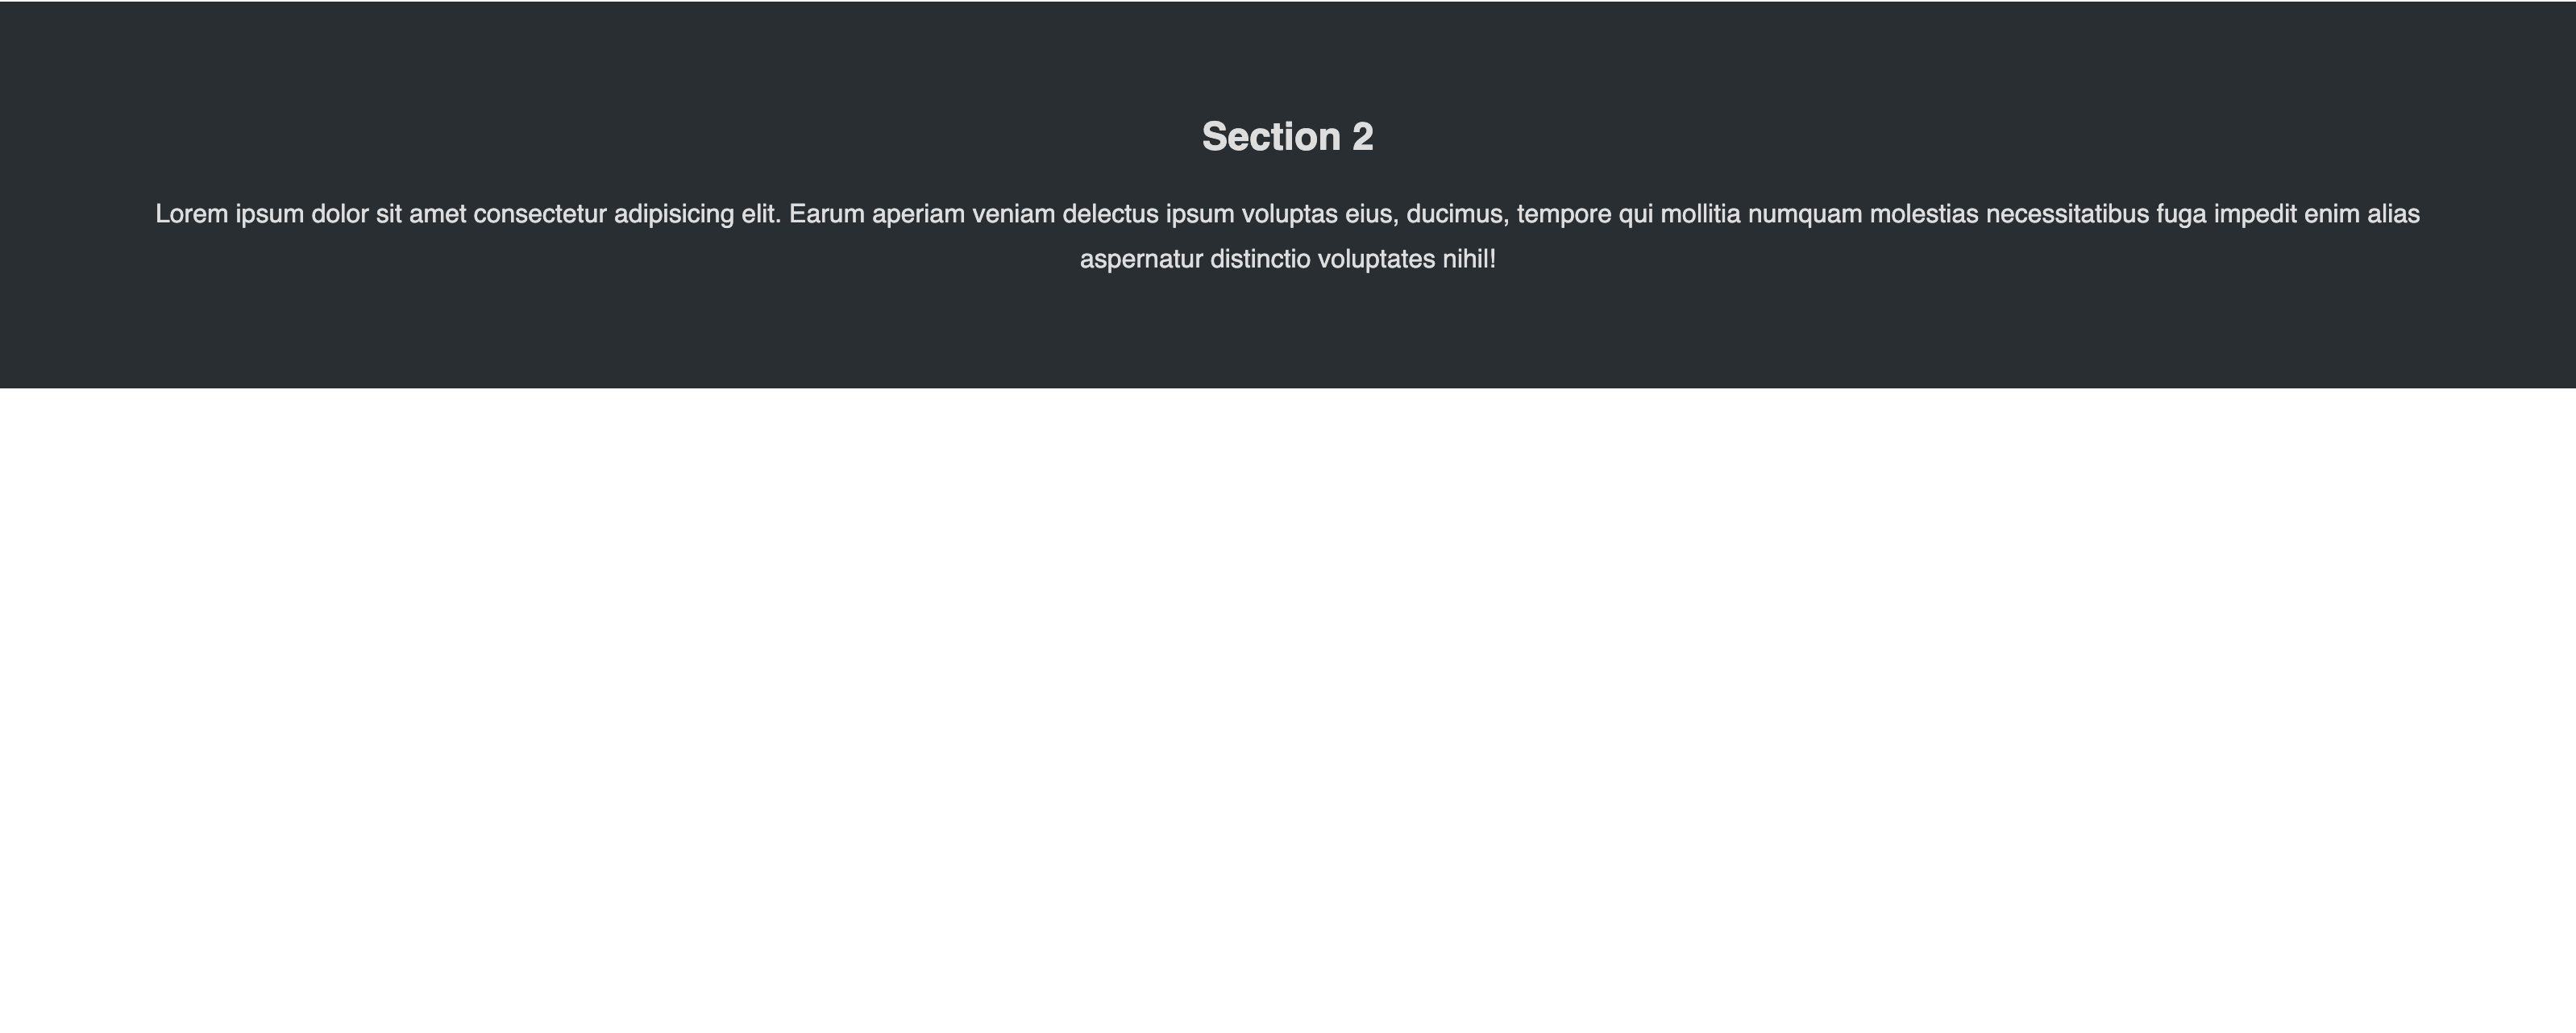 Section 2
Lorem ipsum dolor sit amet consectetur adipisicing elit. Earum aperiam veniam delectus ipsum voluptas eius, ducimus, tempore qui mollitia numquam molestias necessitatibus fuga impedit enim alias
aspernatur distinctio voluptates nihil!